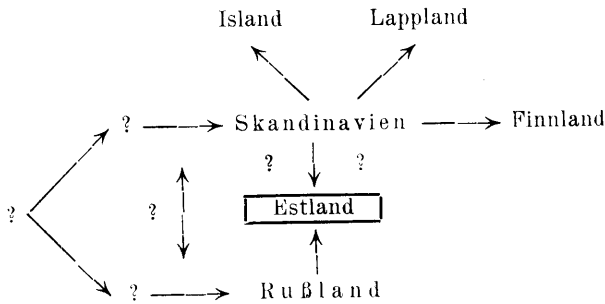 Island Lappland
? Skandinavien Finnland
? ?
? ? Estland
? Rußland